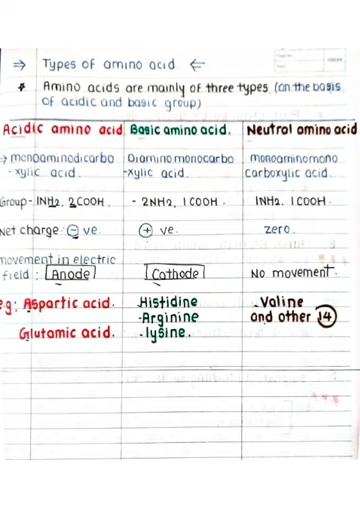 ⇒ Types of amino acid ⇐
* Amino acids are mainly of three types (on the basis
of acidic and basic group)
Acidic amino acid Basic amino acid. Neutral amino acid
→ monoaminodicarbo Diamino monocarbo monoaminomono
-xylic acid. -xylic acid. Carboxylic acid.
Group - 1NH2, 2COOH. - 2NH2, 1COOH. 1NH2. 1COOH.
Net charge: ⊖ ve. ⊕ ve. zero.
movement in electric
field : Anode Cathode No movement.
e.g: Aspartic acid. -Histidine -Valine
-Arginine and other 14
Glutamic acid. -lysine.